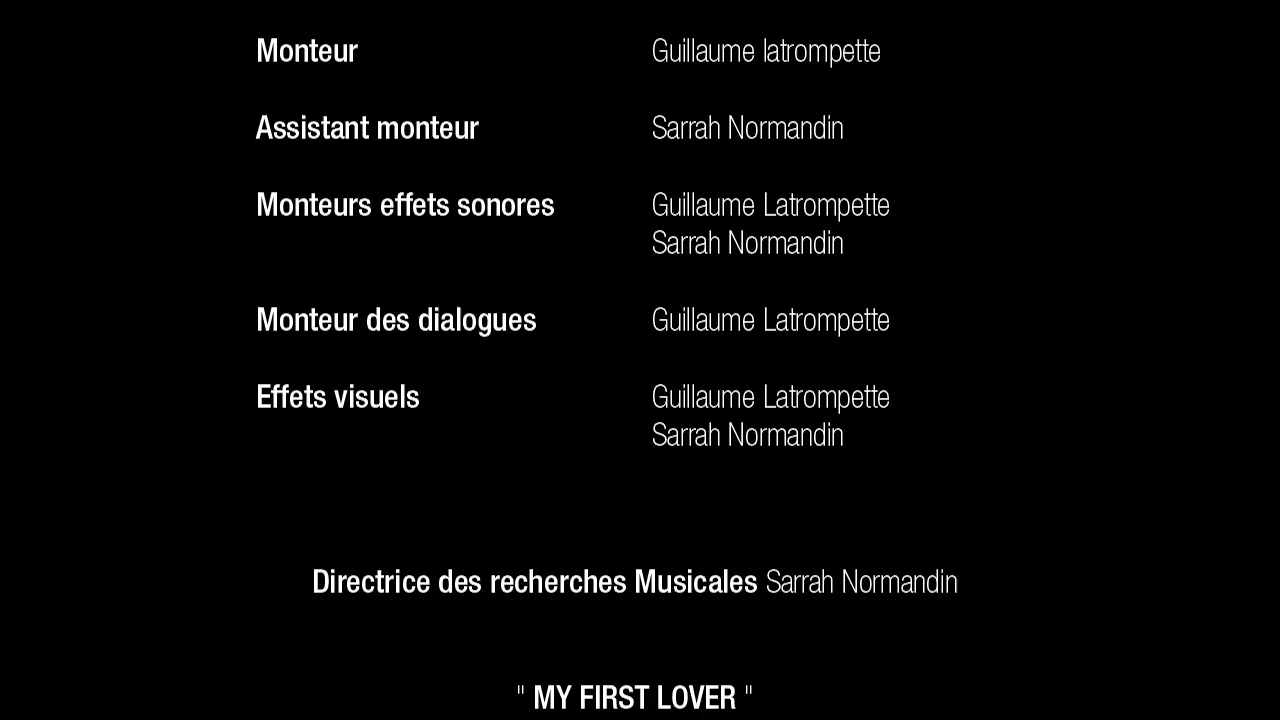 Monteur Guillaume latrompette
Assistant monteur Sarrah Normandin
Monteurs effets sonores Guillaume Latrompette
Sarrah Normandin
Monteur des dialogues Guillaume Latrompette
Effets visuels Guillaume Latrompette
Sarrah Normandin
Directrice des recherches Musicales Sarrah Normandin
" MY FIRST LOVER "